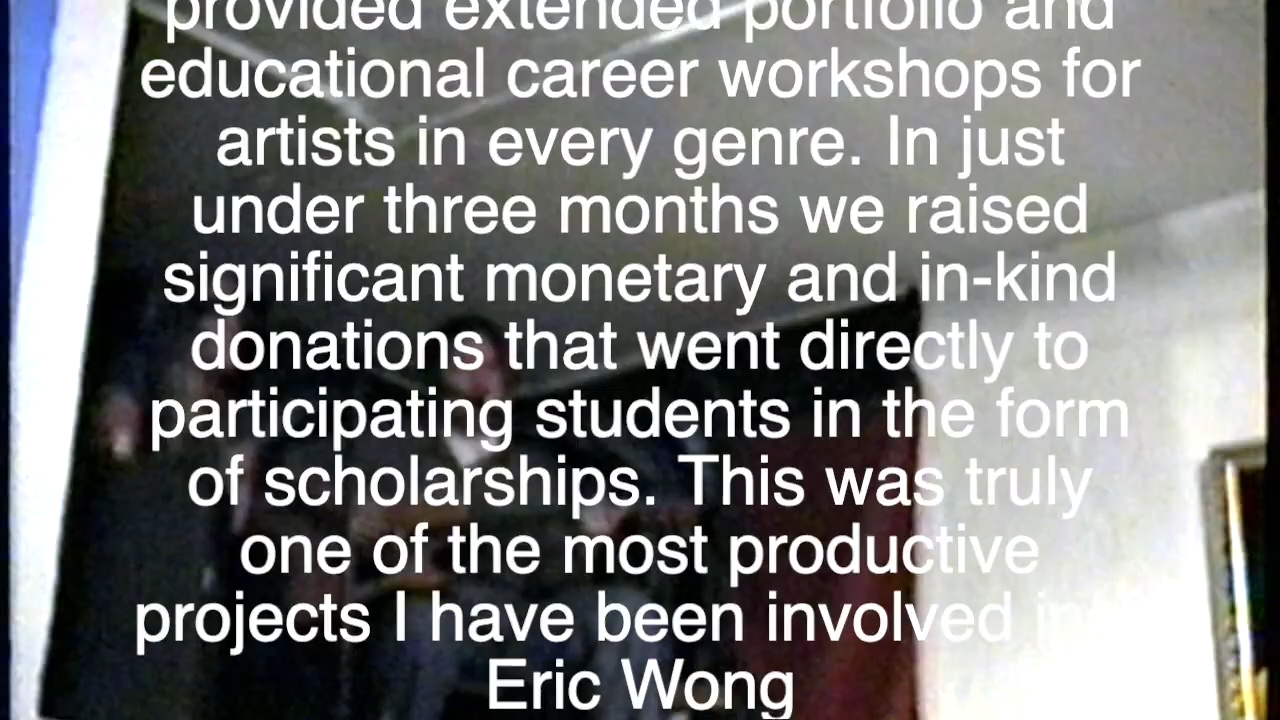 provided extended portfolio and
educational career workshops for
artists in every genre. In just
under three months we raised
significant monetary and in-kind
donations that went directly to
participating students in the form
of scholarships. This was truly
one of the most productive
projects I have been involved
Eric Wong